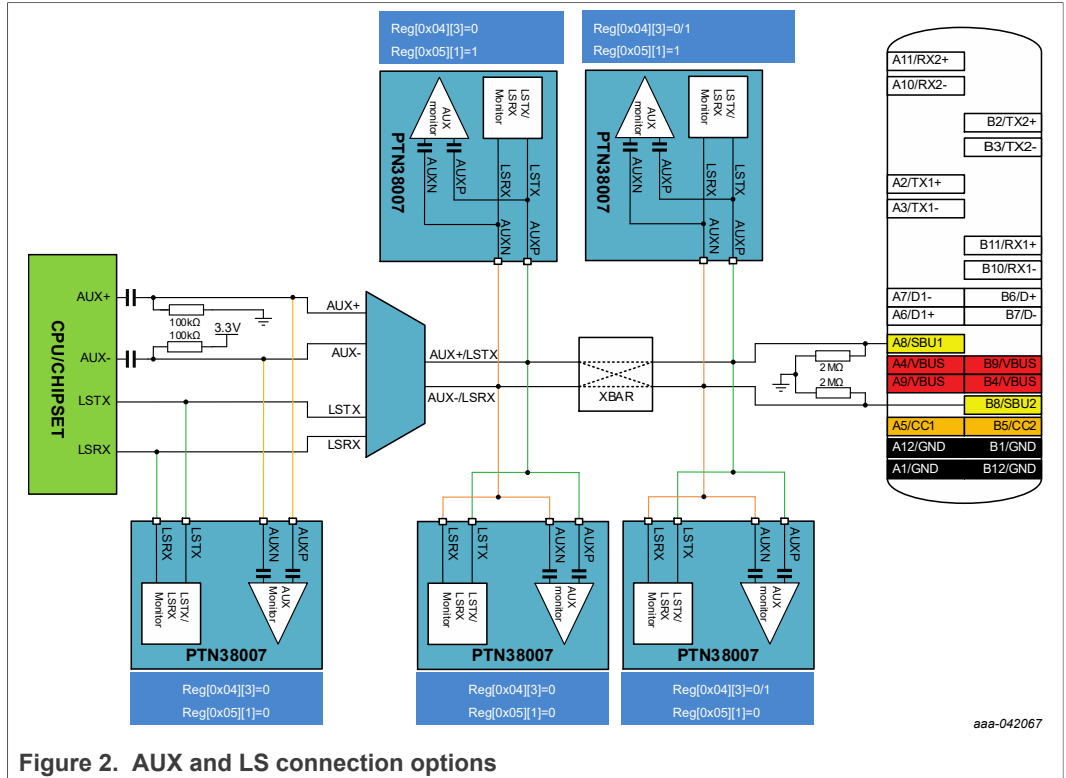 Reg[0x04][3]=0
Reg[0x05][1]=1
Reg[0x04][3]=0/1
Reg[0x05][1]=1
AUX monitor
LSTX/ LSRX Monitor
PTN38007
AUXN
AUXP
LSRX
LSTX
AUXN
AUXP
AUX monitor
LSTX/ LSRX Monitor
PTN38007
AUXN
AUXP
LSRX
LSTX
AUXN
AUXP
A11/RX2+
A10/RX2-
B2/TX2+
B3/TX2-
A2/TX1+
A3/TX1-
B11/RX1+
B10/RX1-
A7/D1-
B6/D+
A6/D1+
B7/D-
A8/SBU1
A4/VBUS
B9/VBUS
A9/VBUS
B4/VBUS
B8/SBU2
A5/CC1
B5/CC2
A12/GND
B1/GND
A1/GND
B12/GND
CPU/CHIPSET
AUX+
AUX-
LSTX
LSRX
100kΩ
100kΩ
3.3V
AUX+
AUX-
LSTX
LSRX
AUX+/LSTX
AUX-/LSRX
XBAR
2 MΩ
2 MΩ
LSRX
LSTX
AUXN
AUXP
LSTX/ LSRX Monitor
AUX monitor
PTN38007
Reg[0x04][3]=0
Reg[0x05][1]=0
LSRX
LSTX
AUXN
AUXP
LSTX/ LSRX Monitor
AUX monitor
PTN38007
Reg[0x04][3]=0
Reg[0x05][1]=0
LSRX
LSTX
AUXN
AUXP
LSTX/ LSRX Monitor
AUX monitor
PTN38007
Reg[0x04][3]=0/1
Reg[0x05][1]=0
aaa-042067
Figure 2. AUX and LS connection options